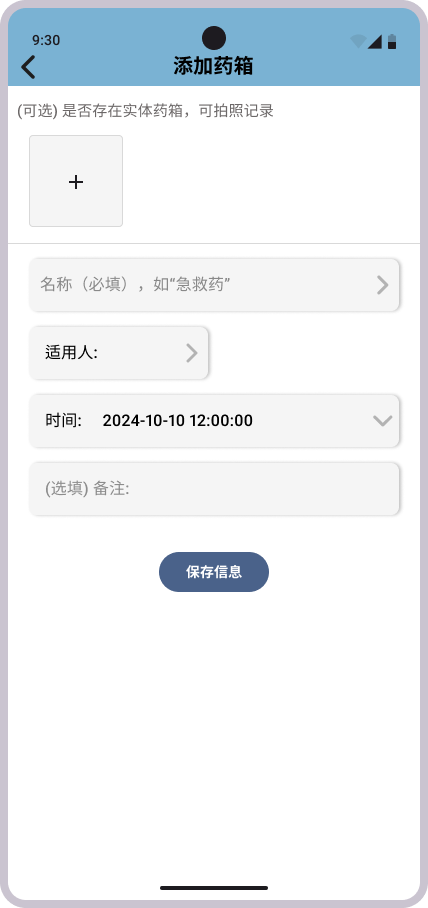 9:30
添加药箱
(可选) 是否存在实体药箱，可拍照记录
+
名称（必填），如“急救药”
适用人:
时间: 2024-10-10 12:00:00
(选填) 备注:
保存信息